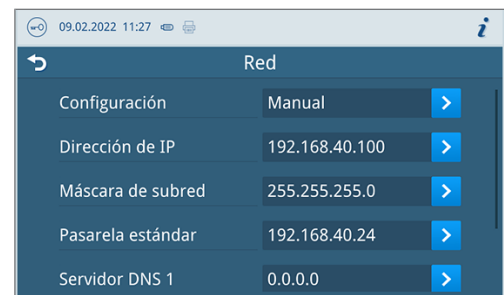 09.02.2022 11:27
Red
Configuración Manual
Dirección de IP 192.168.40.100
Máscara de subred 255.255.255.0
Pasarela estándar 192.168.40.24
Servidor DNS 1 0.0.0.0